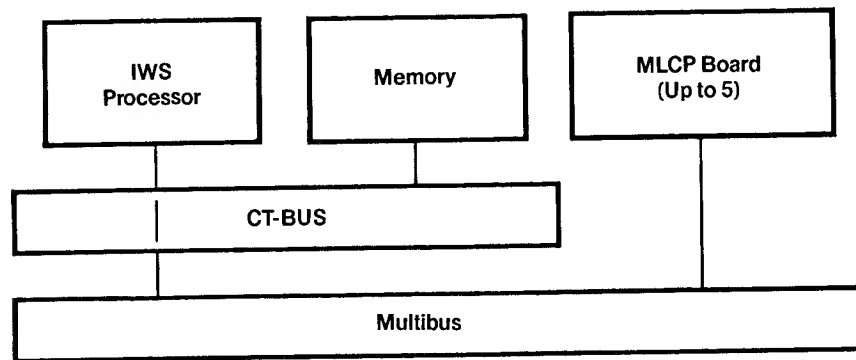 IWS
Processor
Memory
MLCP Board
(Up to 5)
CT-BUS
Multibus